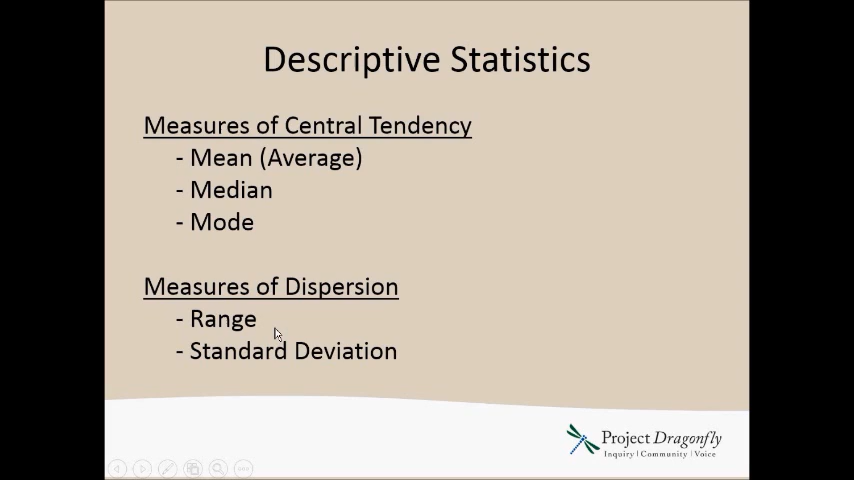 Descriptive Statistics
Measures of Central Tendency
- Mean (Average)
- Median
- Mode
Measures of Dispersion
- Range
- Standard Deviation
Project Dragonfly
Inquiry | Community | Voice